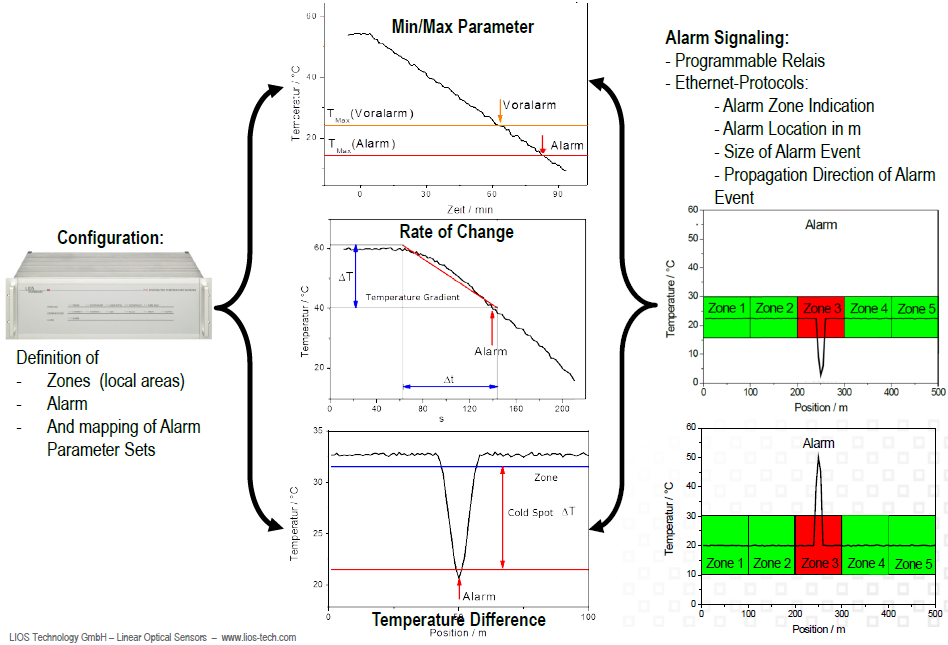 Configuration:
LIOS
Definition of
- Zones (local areas)
- Alarm
- And mapping of Alarm
Parameter Sets
Min/Max Parameter
Temperatur / °C
60
40
20
Voralarm
T Max (Voralarm)
T Max (Alarm)
Alarm
0 30 60 90
Zeit / min
Rate of Change
Temperatur / °C
60
40
20
ΔT
Temperature Gradient
Alarm
Δt
0 40 80 120 160 200
s
Temperatur / °C
35
30
25
20
Zone
Cold Spot ΔT
Alarm
0 50 100
Temperature Difference
Position / m
Alarm Signaling:
- Programmable Relais
- Ethernet-Protocols:
- Alarm Zone Indication
- Alarm Location in m
- Size of Alarm Event
- Propagation Direction of Alarm
Event
Temperature / °C
60
50
40
30
20
10
0
Alarm
Zone 1 Zone 2 Zone 3 Zone 4 Zone 5
0 100 200 300 400 500
Position / m
Temperature / °C
60
50
40
30
20
10
0
Alarm
Zone 1 Zone 2 Zone 3 Zone 4 Zone 5
0 100 200 300 400 500
Position / m
LIOS Technology GmbH – Linear Optical Sensors – www.lios-tech.com